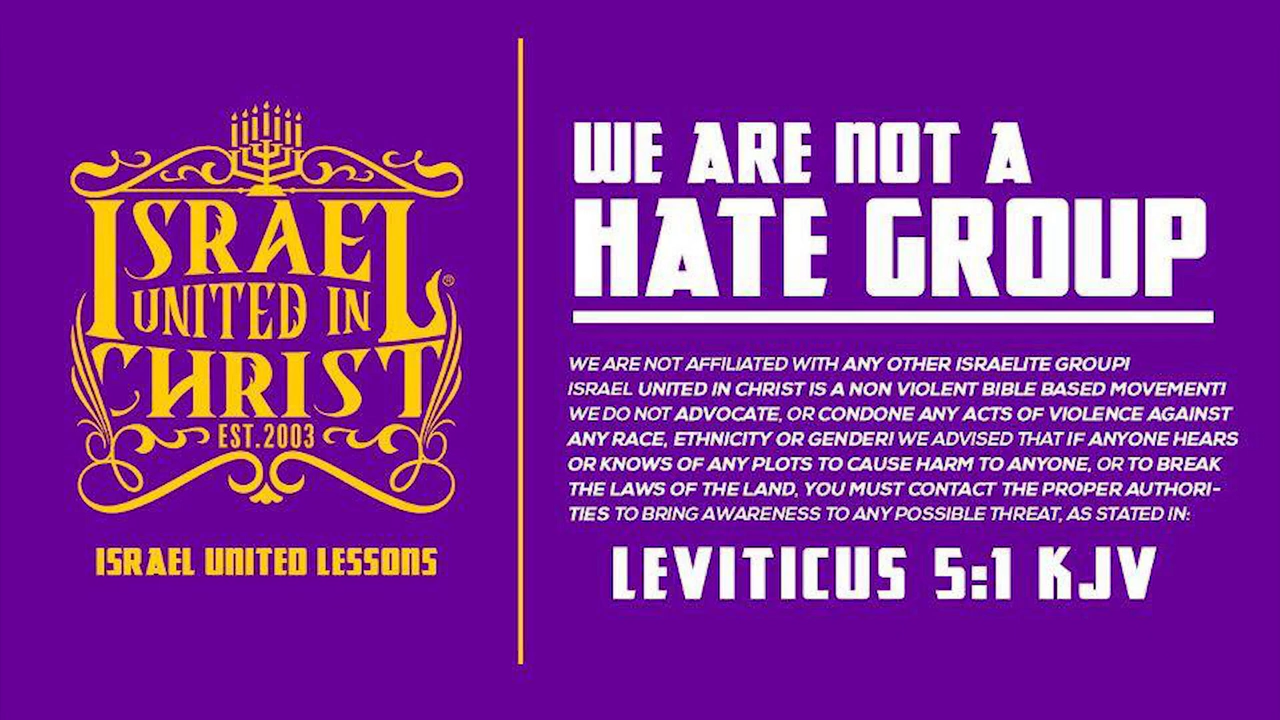 ISRAEL
UNITED IN
CHRIST
EST.2003
ISRAEL UNITED LESSONS
WE ARE NOT A
HATE GROUP
WE ARE NOT AFFILIATED WITH ANY OTHER ISRAELITE GROUP!
ISRAEL UNITED IN CHRIST IS A NON VIOLENT BIBLE BASED MOVEMENT!
WE DO NOT ADVOCATE, OR CONDONE ANY ACTS OF VIOLENCE AGAINST
ANY RACE, ETHNICITY OR GENDER! WE ADVISED THAT IF ANYONE HEARS
OR KNOWS OF ANY PLOTS TO CAUSE HARM TO ANYONE, OR TO BREAK
THE LAWS OF THE LAND, YOU MUST CONTACT THE PROPER AUTHORI-
TIES TO BRING AWARENESS TO ANY POSSIBLE THREAT, AS STATED IN:
LEVITICUS 5:1 KJV